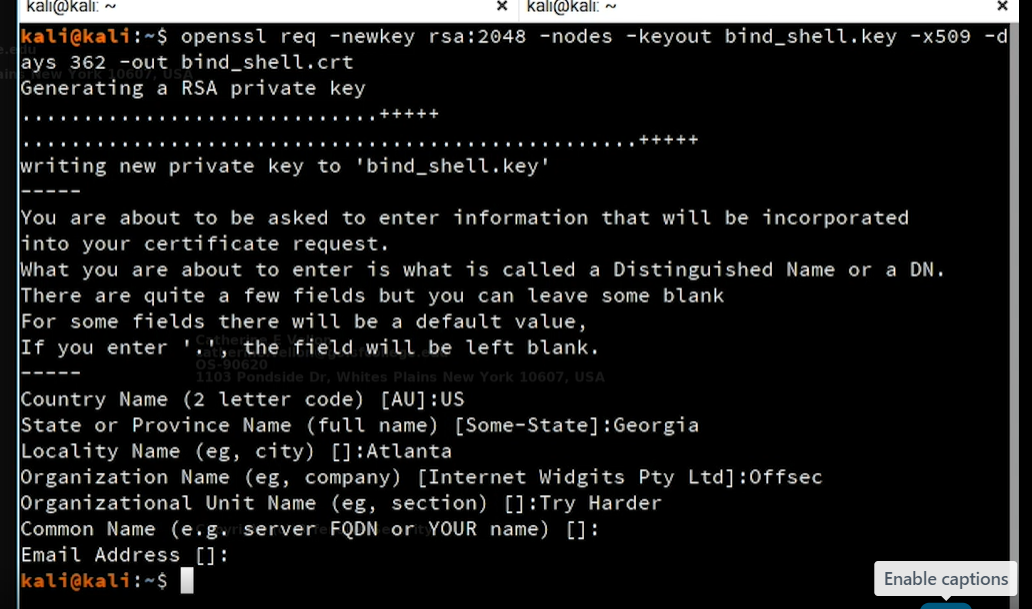 kali@kali: ~ × kali@kali: ~ ×
kali@kali:~$ openssl req -newkey rsa:2048 -nodes -keyout bind_shell.key -x509 -d
ays 362 -out bind_shell.crt
Generating a RSA private key
.............................+++++
..................................................+++++
writing new private key to 'bind_shell.key'
-----
You are about to be asked to enter information that will be incorporated
into your certificate request.
What you are about to enter is what is called a Distinguished Name or a DN.
There are quite a few fields but you can leave some blank
For some fields there will be a default value,
If you enter '.', the field will be left blank.
-----
OS-90620
1103 Pondside Dr, Whites Plains New York 10607, USA
Country Name (2 letter code) [AU]:US
State or Province Name (full name) [Some-State]:Georgia
Locality Name (eg, city) []:Atlanta
Organization Name (eg, company) [Internet Widgits Pty Ltd]:Offsec
Organizational Unit Name (eg, section) []:Try Harder
Common Name (e.g. server FQDN or YOUR name) []:
Email Address []:
kali@kali:~$
Enable captions